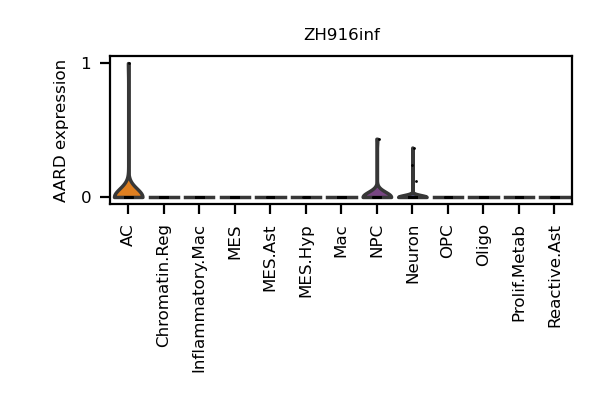 ZH916inf
AARD expression
1
0
AC
Chromatin.Reg
Inflammatory.Mac
MES
MES.Ast
MES.Hyp
Mac
NPC
Neuron
OPC
Oligo
Prolif.Metab
Reactive.Ast